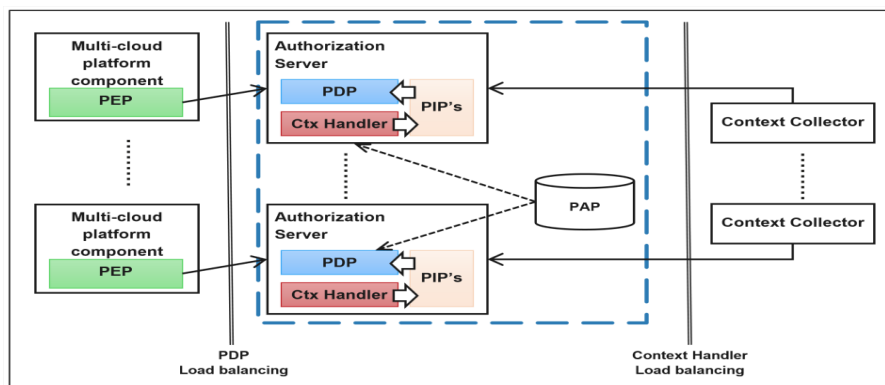 Multi-cloud
platform
component
PEP
Authorization
Server
PDP
PIP's
Ctx Handler
Context Collector
PAP
Multi-cloud
platform
component
PEP
Authorization
Server
PDP
PIP's
Ctx Handler
Context Collector
PDP
Load balancing
Context Handler
Load balancing